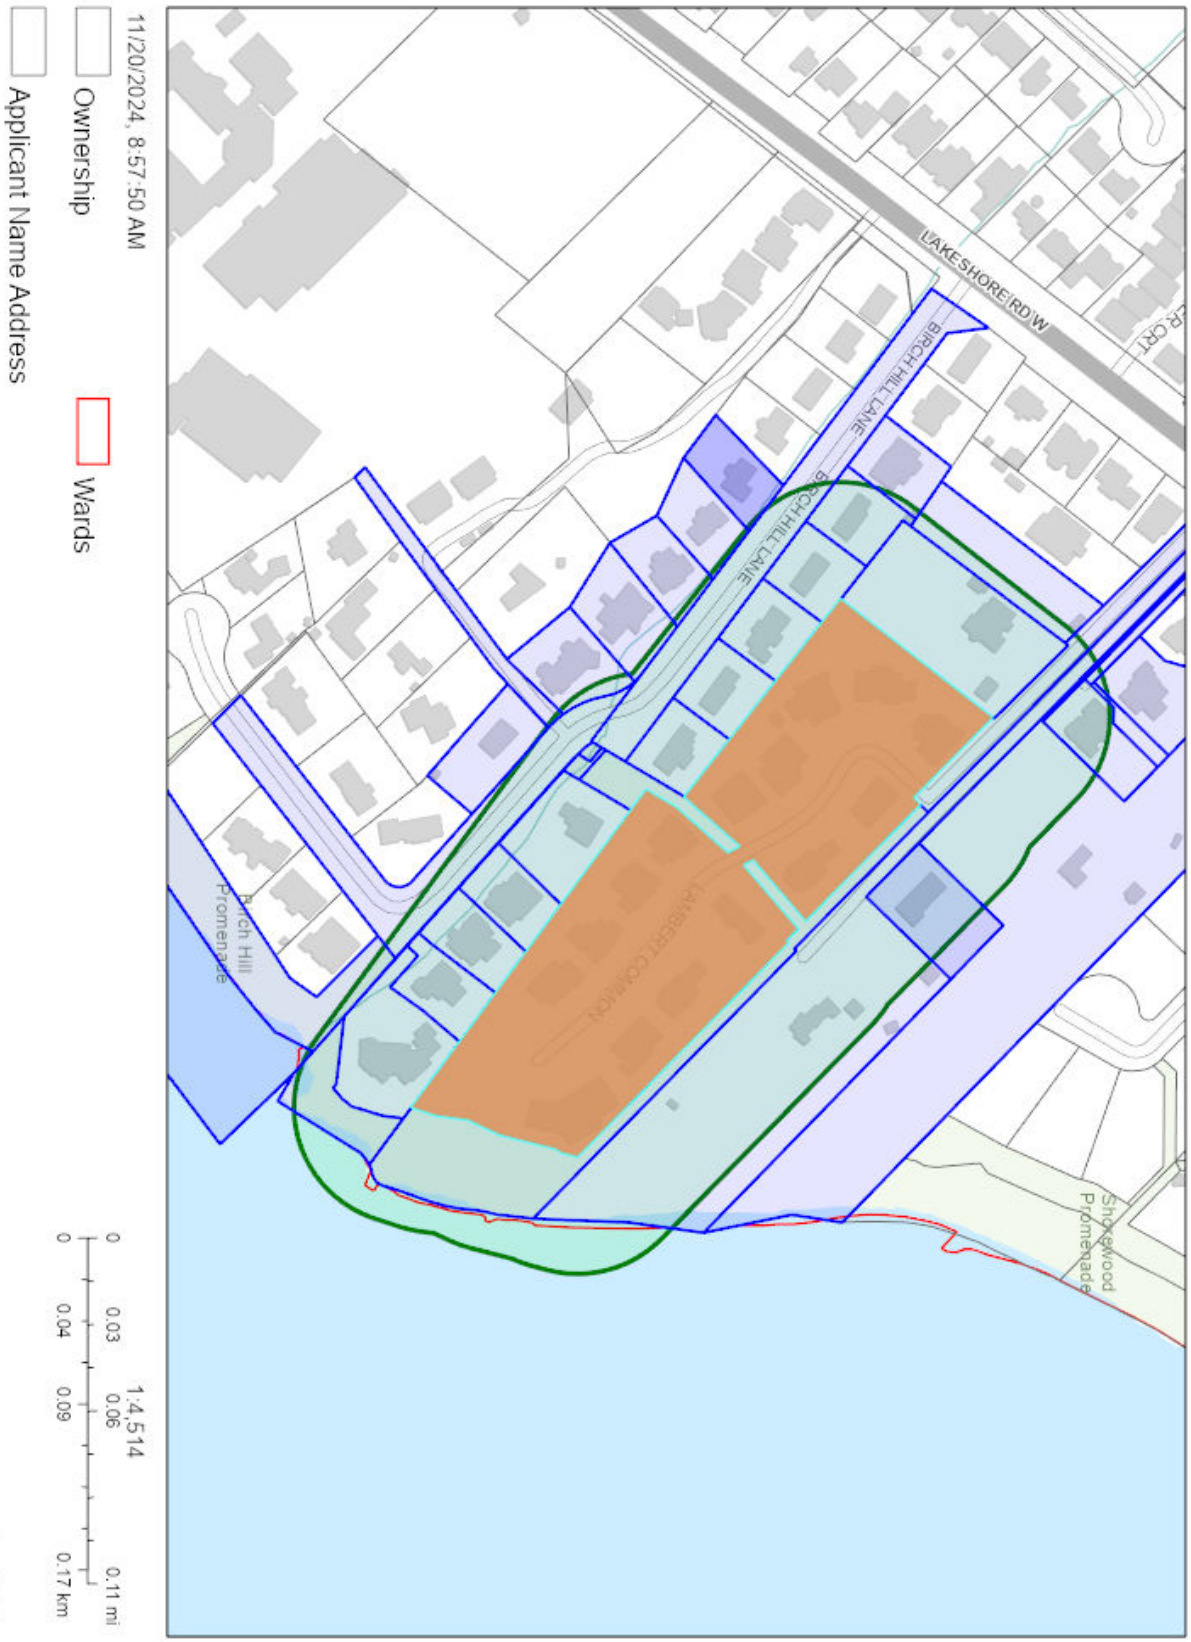 LAKESHORE RD W
ER CRT
BIRCH HILL LANE
BIRCH HILL LANE
LAMBERT COMMON
Birch Hill
Promenade
Shorewood
Promenade
11/20/2024, 8:57:50 AM
Ownership
Wards
Applicant Name Address
1:4,514
0 0.03 0.06 0.11 mi
0 0.04 0.09 0.17 km